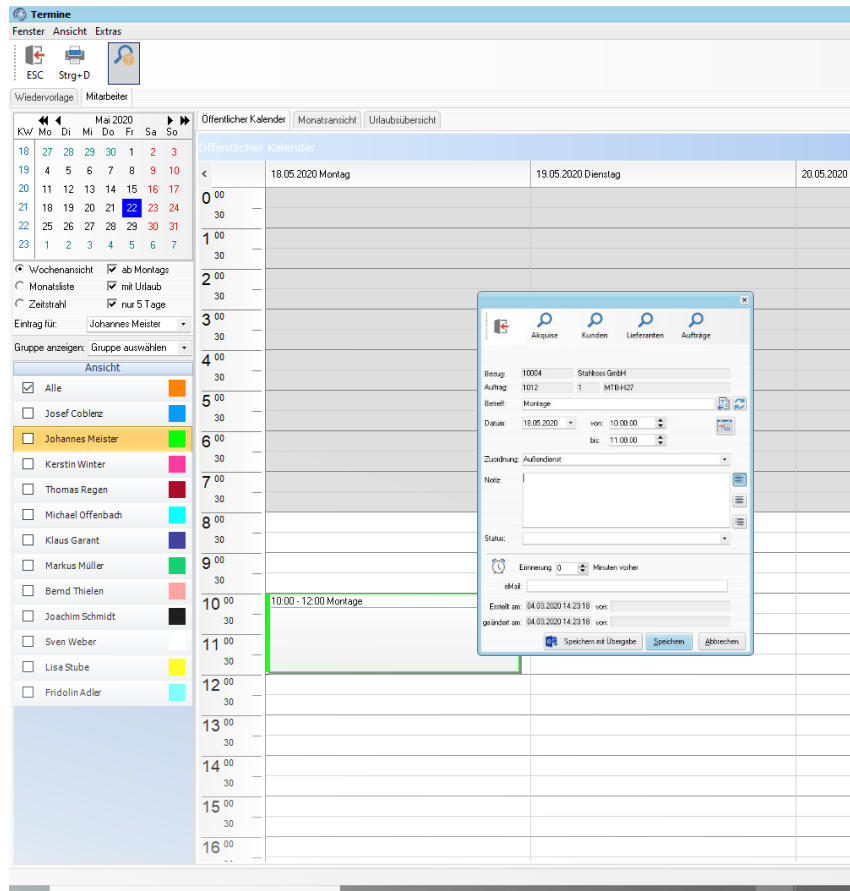 Termine
Fenster Ansicht Extras
ESC Strg+D
Wiedervorlage Mitarbeiter
Mai 2020
KW Mo Di Mi Do Fr Sa So
18 27 28 29 30 1 2 3
19 4 5 6 7 8 9 10
20 11 12 13 14 15 16 17
21 18 19 20 21 22 23 24
22 25 26 27 28 29 30 31
23 1 2 3 4 5 6 7
Wochenansicht ab Montags
Monatsliste mit Urlaub
Zeitstrahl nur 5 Tage
Eintrag für: Johannes Meister
Gruppe anzeigen: Gruppe auswählen
Ansicht
Alle
Josef Coblenz
Johannes Meister
Kerstin Winter
Thomas Regen
Michael Offenbach
Klaus Garant
Markus Müller
Bernd Thielen
Joachim Schmidt
Sven Weber
Lisa Stube
Fridolin Adler
Öffentlicher Kalender Monatsansicht Urlaubsübersicht
Öffentlicher Kalender
< 18.05.2020 Montag 19.05.2020 Dienstag 20.05.2020
0 00
30
1 00
30
2 00
30
3 00
30
4 00
30
5 00
30
6 00
30
7 00
30
8 00
30
9 00
30
10 00 10:00 - 12:00 Montage
30
11 00
30
12 00
30
13 00
30
14 00
30
15 00
30
16 00
Akquise Kunden Lieferanten Aufträge
Bezug: 10004 Stahlross GmbH
Auftrag: 1012 1 MTB-H27
Betreff: Montage
Datum: 18.05.2020 von: 10:00:00
bis: 11:00:00
Zuordnung: Außendienst
Notiz:
Status:
Erinnerung 0 Minuten vorher
eMail:
Erstellt am: 04.03.2020 14:23:18 von:
geändert am: 04.03.2020 14:23:18 von:
Speichern mit Übergabe Speichern Abbrechen